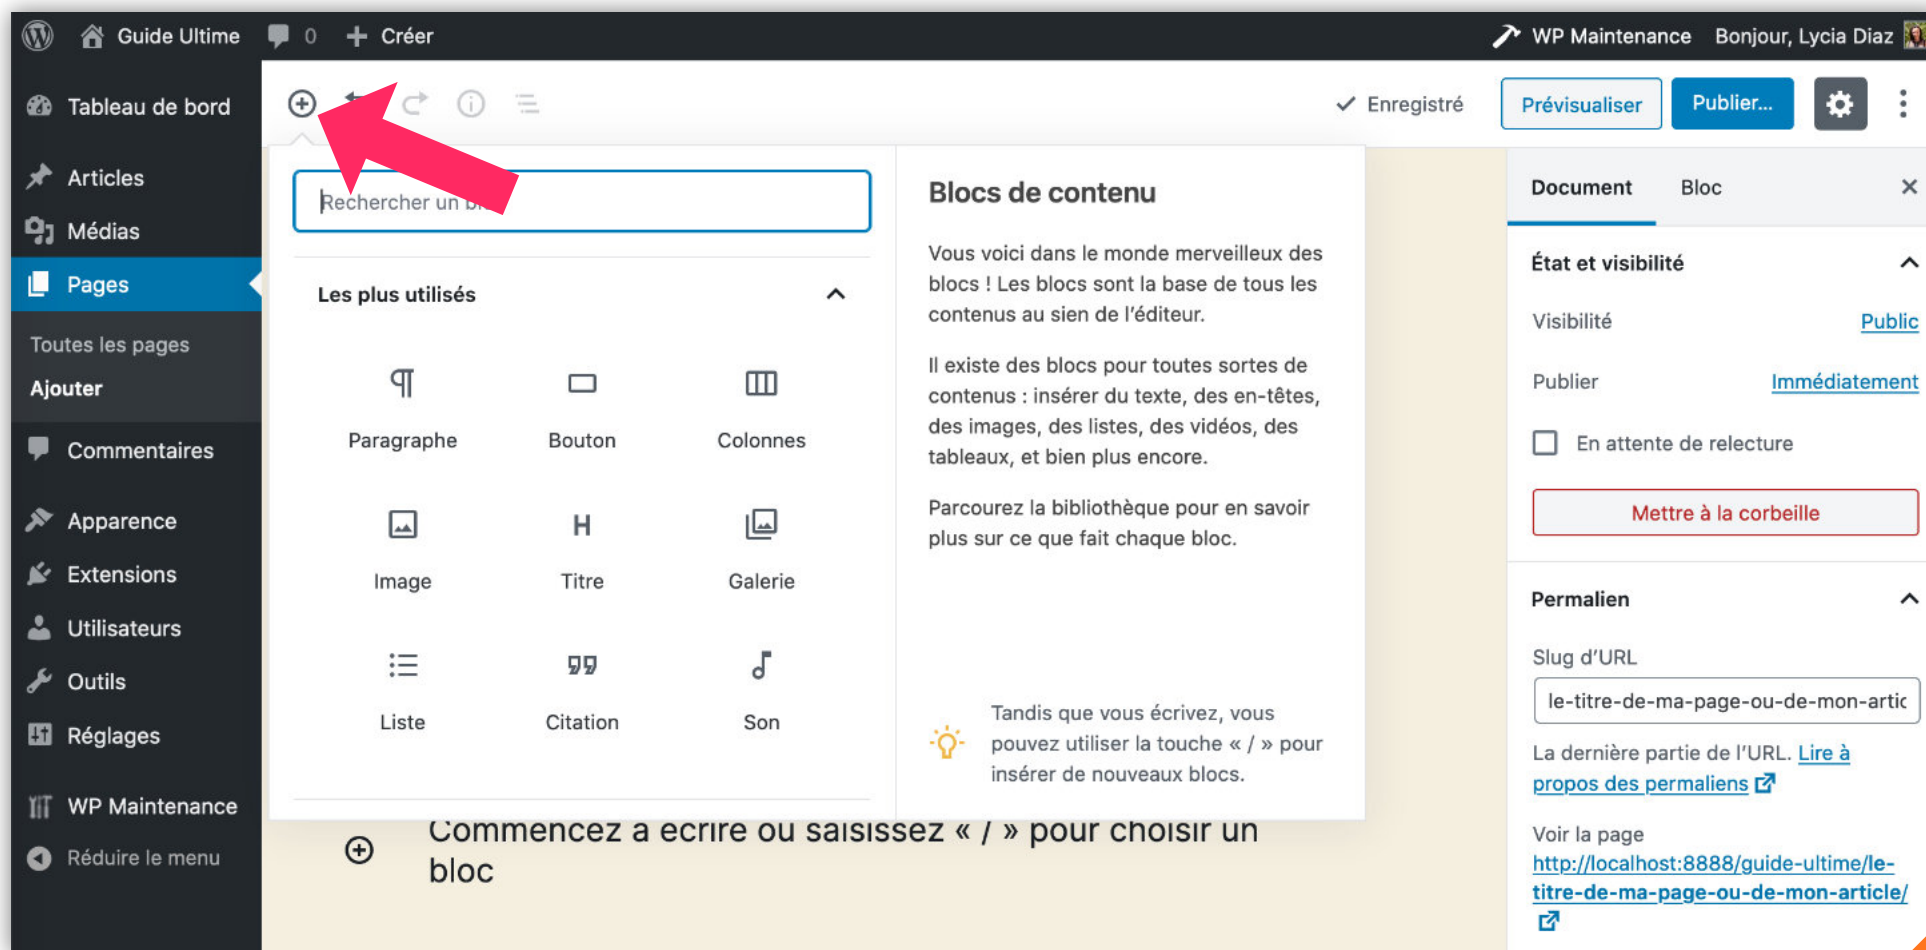 Guide Ultime 0 Créer WP Maintenance Bonjour, Lycia Diaz
Tableau de bord
Articles
Médias
Pages
Toutes les pages
Ajouter
Commentaires
Apparence
Extensions
Utilisateurs
Outils
Réglages
WP Maintenance
Réduire le menu
Enregistré Prévisualiser Publier...
Rechercher un
Les plus utilisés
Paragraphe Bouton Colonnes
Image Titre Galerie
Liste Citation Son
Blocs de contenu
Vous voici dans le monde merveilleux des
blocs ! Les blocs sont la base de tous les
contenus au sien de l’éditeur.
Il existe des blocs pour toutes sortes de
contenus : insérer du texte, des en-têtes,
des images, des listes, des vidéos, des
tableaux, et bien plus encore.
Parcourez la bibliothèque pour en savoir
plus sur ce que fait chaque bloc.
Tandis que vous écrivez, vous
pouvez utiliser la touche « / » pour
insérer de nouveaux blocs.
Commencez à écrire ou saisissez « / » pour choisir un
bloc
Document Bloc
État et visibilité
Visibilité Public
Publier Immédiatement
En attente de relecture
Mettre à la corbeille
Permalien
Slug d’URL
le-titre-de-ma-page-ou-de-mon-artic
La dernière partie de l’URL. Lire à
propos des permaliens
Voir la page
http://localhost:8888/guide-ultime/le-
titre-de-ma-page-ou-de-mon-article/